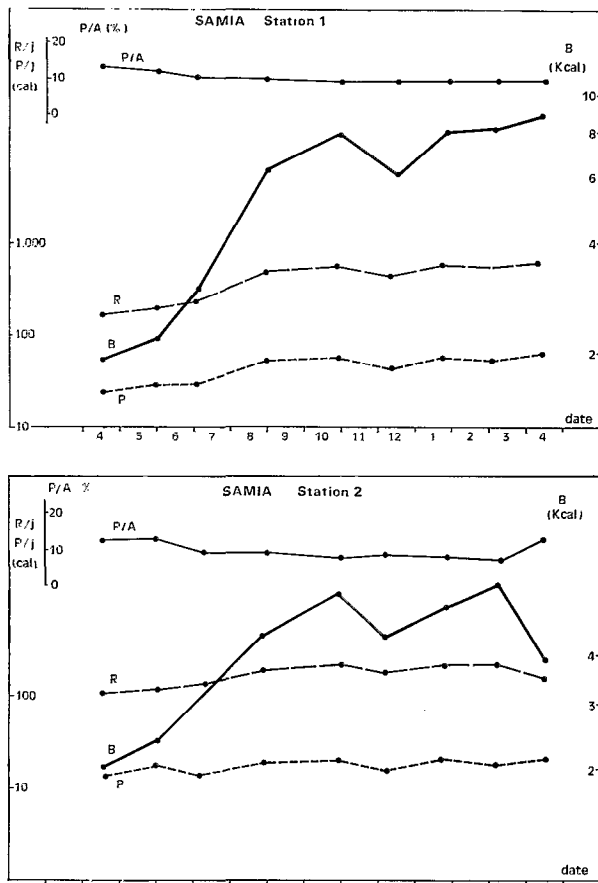 P/A (%) SAMIA Station 1
R/j
P/j
(cal)
20
10
0
P/A
B
(Kcal)
10
8
6
4
2
1.000
100
10
R
B
P
4 5 6 7 8 9 10 11 12 1 2 3 4
date
P/A % SAMIA Station 2
R/j
P/j
(cal)
20
10
0
P/A
B
(Kcal)
4
3
2
100
10
R
B
P
date